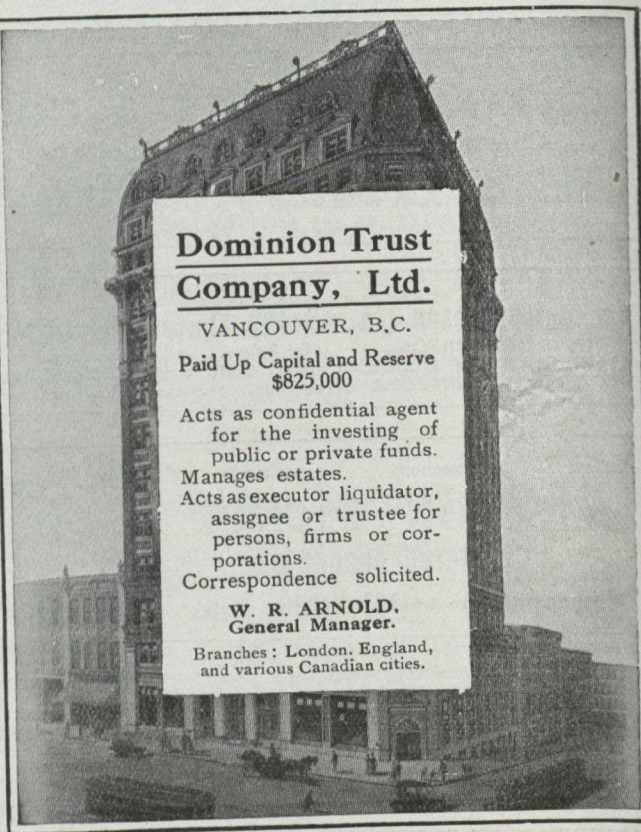 Dominion Trust
Company, Ltd.
VANCOUVER, B.C.
Paid Up Capital and Reserve
$825,000
Acts as confidential agent
for the investing of
public or private funds.
Manages estates.
Acts as executor liquidator,
assignee or trustee for
persons, firms or cor-
porations.
Correspondence solicited.
W. R. ARNOLD,
General Manager.
Branches: London. England,
and various Canadian cities.